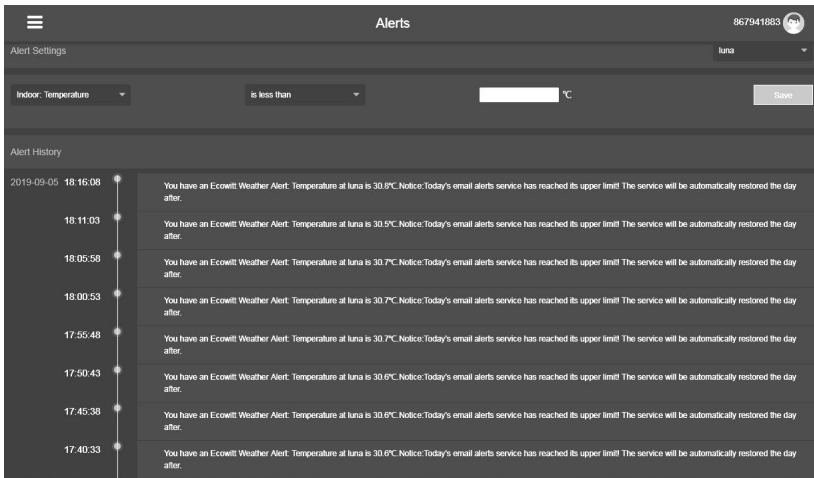 Alerts
867941883
Alert Settings
luna
Indoor: Temperature
is less than
℃
Save
Alert History
2019-09-05 18:16:08
You have an Ecowitt Weather Alert: Temperature at luna is 30.8℃.Notice:Today's email alerts service has reached its upper limit! The service will be automatically restored the day
after.
18:11:03
You have an Ecowitt Weather Alert: Temperature at luna is 30.5℃.Notice:Today's email alerts service has reached its upper limit! The service will be automatically restored the day
after.
18:05:58
You have an Ecowitt Weather Alert: Temperature at luna is 30.7℃.Notice:Today's email alerts service has reached its upper limit! The service will be automatically restored the day
after.
18:00:53
You have an Ecowitt Weather Alert: Temperature at luna is 30.7℃.Notice:Today's email alerts service has reached its upper limit! The service will be automatically restored the day
after.
17:55:48
You have an Ecowitt Weather Alert: Temperature at luna is 30.7℃.Notice:Today's email alerts service has reached its upper limit! The service will be automatically restored the day
after.
17:50:43
You have an Ecowitt Weather Alert: Temperature at luna is 30.6℃.Notice:Today's email alerts service has reached its upper limit! The service will be automatically restored the day
after.
17:45:38
You have an Ecowitt Weather Alert: Temperature at luna is 30.6℃.Notice:Today's email alerts service has reached its upper limit! The service will be automatically restored the day
after.
17:40:33
You have an Ecowitt Weather Alert: Temperature at luna is 30.6℃.Notice:Today's email alerts service has reached its upper limit! The service will be automatically restored the day
after.